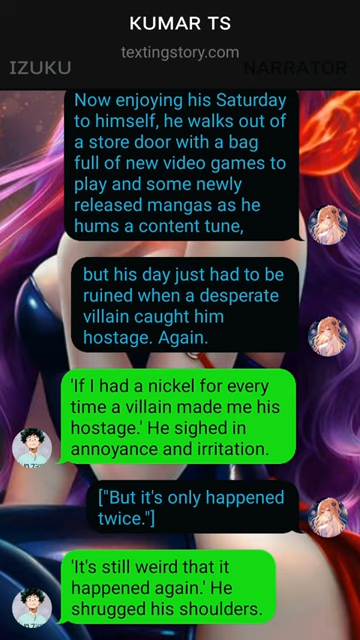 KUMAR TS
textingstory.com
IZUKU
NARRATOR
Now enjoying his Saturday
to himself, he walks out of
a store door with a bag
full of new video games to
play and some newly
released mangas as he
hums a content tune,
but his day just had to be
ruined when a desperate
villain caught him
hostage. Again.
'If I had a nickel for every
time a villain made me his
hostage.' He sighed in
annoyance and irritation.
["But it's only happened
twice."]
'It's still weird that it
happened again.' He
shrugged his shoulders.